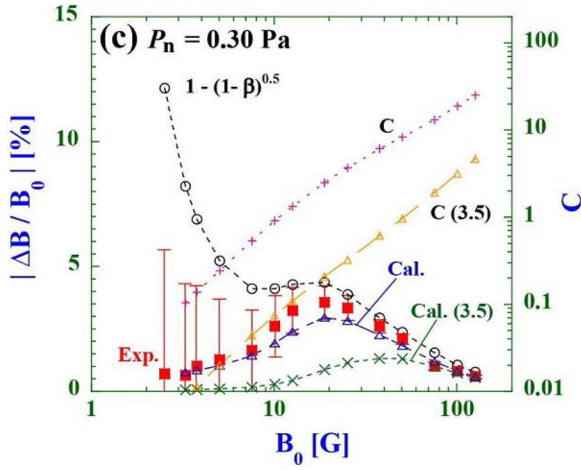 (c) Pn = 0.30 Pa
1 - (1- β)^0.5
C
C (3.5)
Cal.
Cal. (3.5)
Exp.
| ΔB / B0 | [%]
15
10
5
0
C
100
10
1
0.1
0.01
1
10
100
B0 [G]